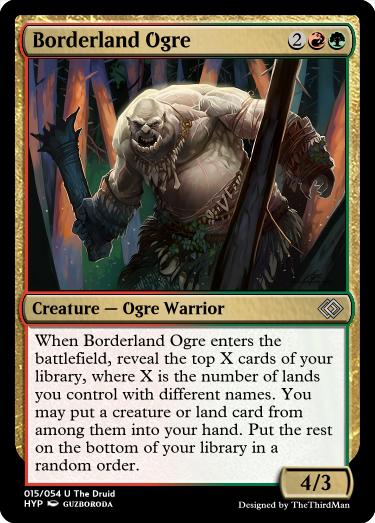 Borderland Ogre 2
Creature — Ogre Warrior
When Borderland Ogre enters the
battlefield, reveal the top X cards of your
library, where X is the number of lands
you control with different names. You
may put a creature or land card from
among them into your hand. Put the rest
on the bottom of your library in a
random order.
4/3
015/054 U The Druid
HYP GUZBORODA
Designed by TheThirdMan